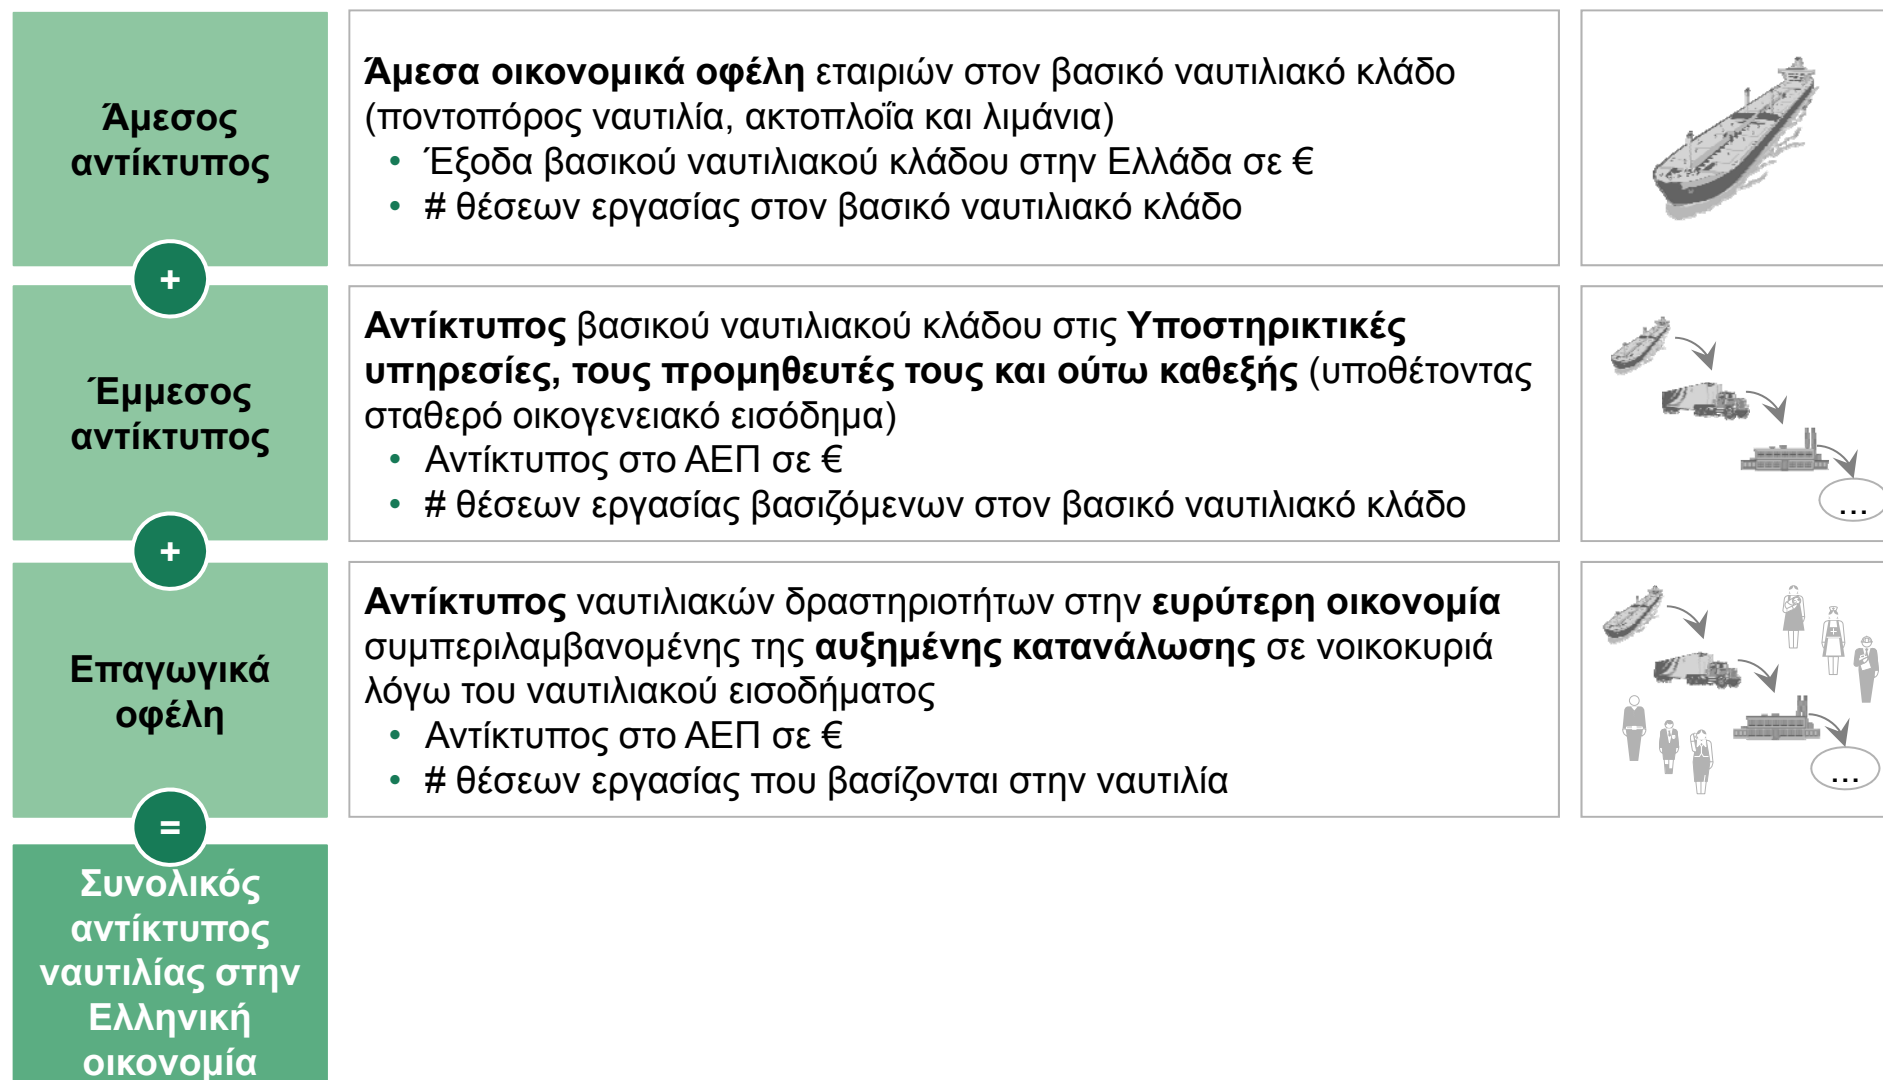 Άμεσος
αντίκτυπος
Άμεσα οικονομικά οφέλη εταιριών στον βασικό ναυτιλιακό κλάδο
(ποντοπόρος ναυτιλία, ακτοπλοΐα και λιμάνια)
• Έξοδα βασικού ναυτιλιακού κλάδου στην Ελλάδα σε €
• # θέσεων εργασίας στον βασικό ναυτιλιακό κλάδο
+
Έμμεσος
αντίκτυπος
Αντίκτυπος βασικού ναυτιλιακού κλάδου στις Υποστηρικτικές
υπηρεσίες, τους προμηθευτές τους και ούτω καθεξής (υποθέτοντας
σταθερό οικογενειακό εισόδημα)
• Αντίκτυπος στο ΑΕΠ σε €
• # θέσεων εργασίας βασιζόμενων στον βασικό ναυτιλιακό κλάδο
...
+
Επαγωγικά
οφέλη
Αντίκτυπος ναυτιλιακών δραστηριοτήτων στην ευρύτερη οικονομία
συμπεριλαμβανομένης της αυξημένης κατανάλωσης σε νοικοκυριά
λόγω του ναυτιλιακού εισοδήματος
• Αντίκτυπος στο ΑΕΠ σε €
• # θέσεων εργασίας που βασίζονται στην ναυτιλία
...
=
Συνολικός
αντίκτυπος
ναυτιλίας στην
Ελληνική
οικονομία